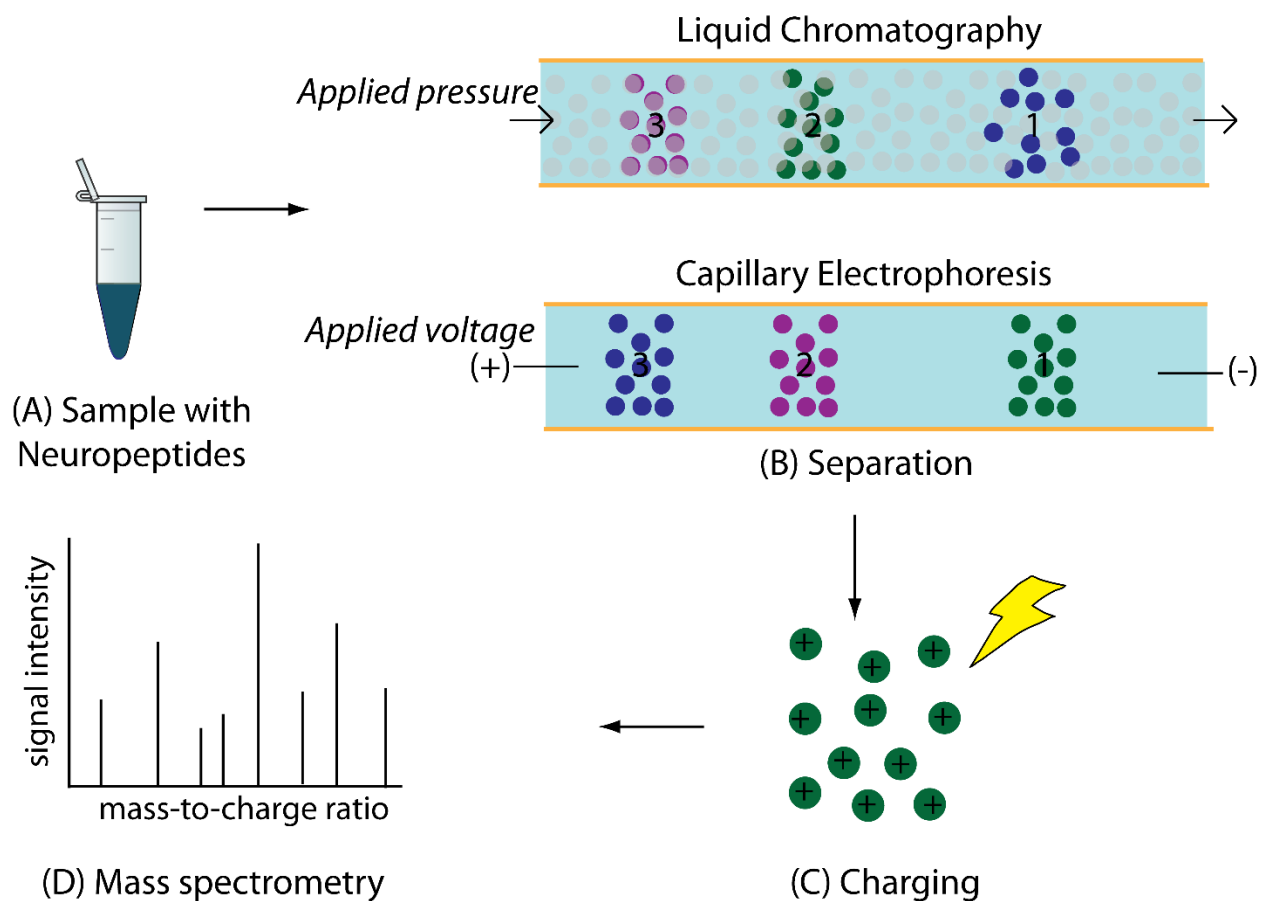 Liquid Chromatography
Applied pressure
3 2 1
Capillary Electrophoresis
Applied voltage
(+)
3 2 1
(-)
(A) Sample with
Neuropeptides
(B) Separation
signal intensity
mass-to-charge ratio
+ + +
+ + +
+ +
+ + +
(D) Mass spectrometry
(C) Charging